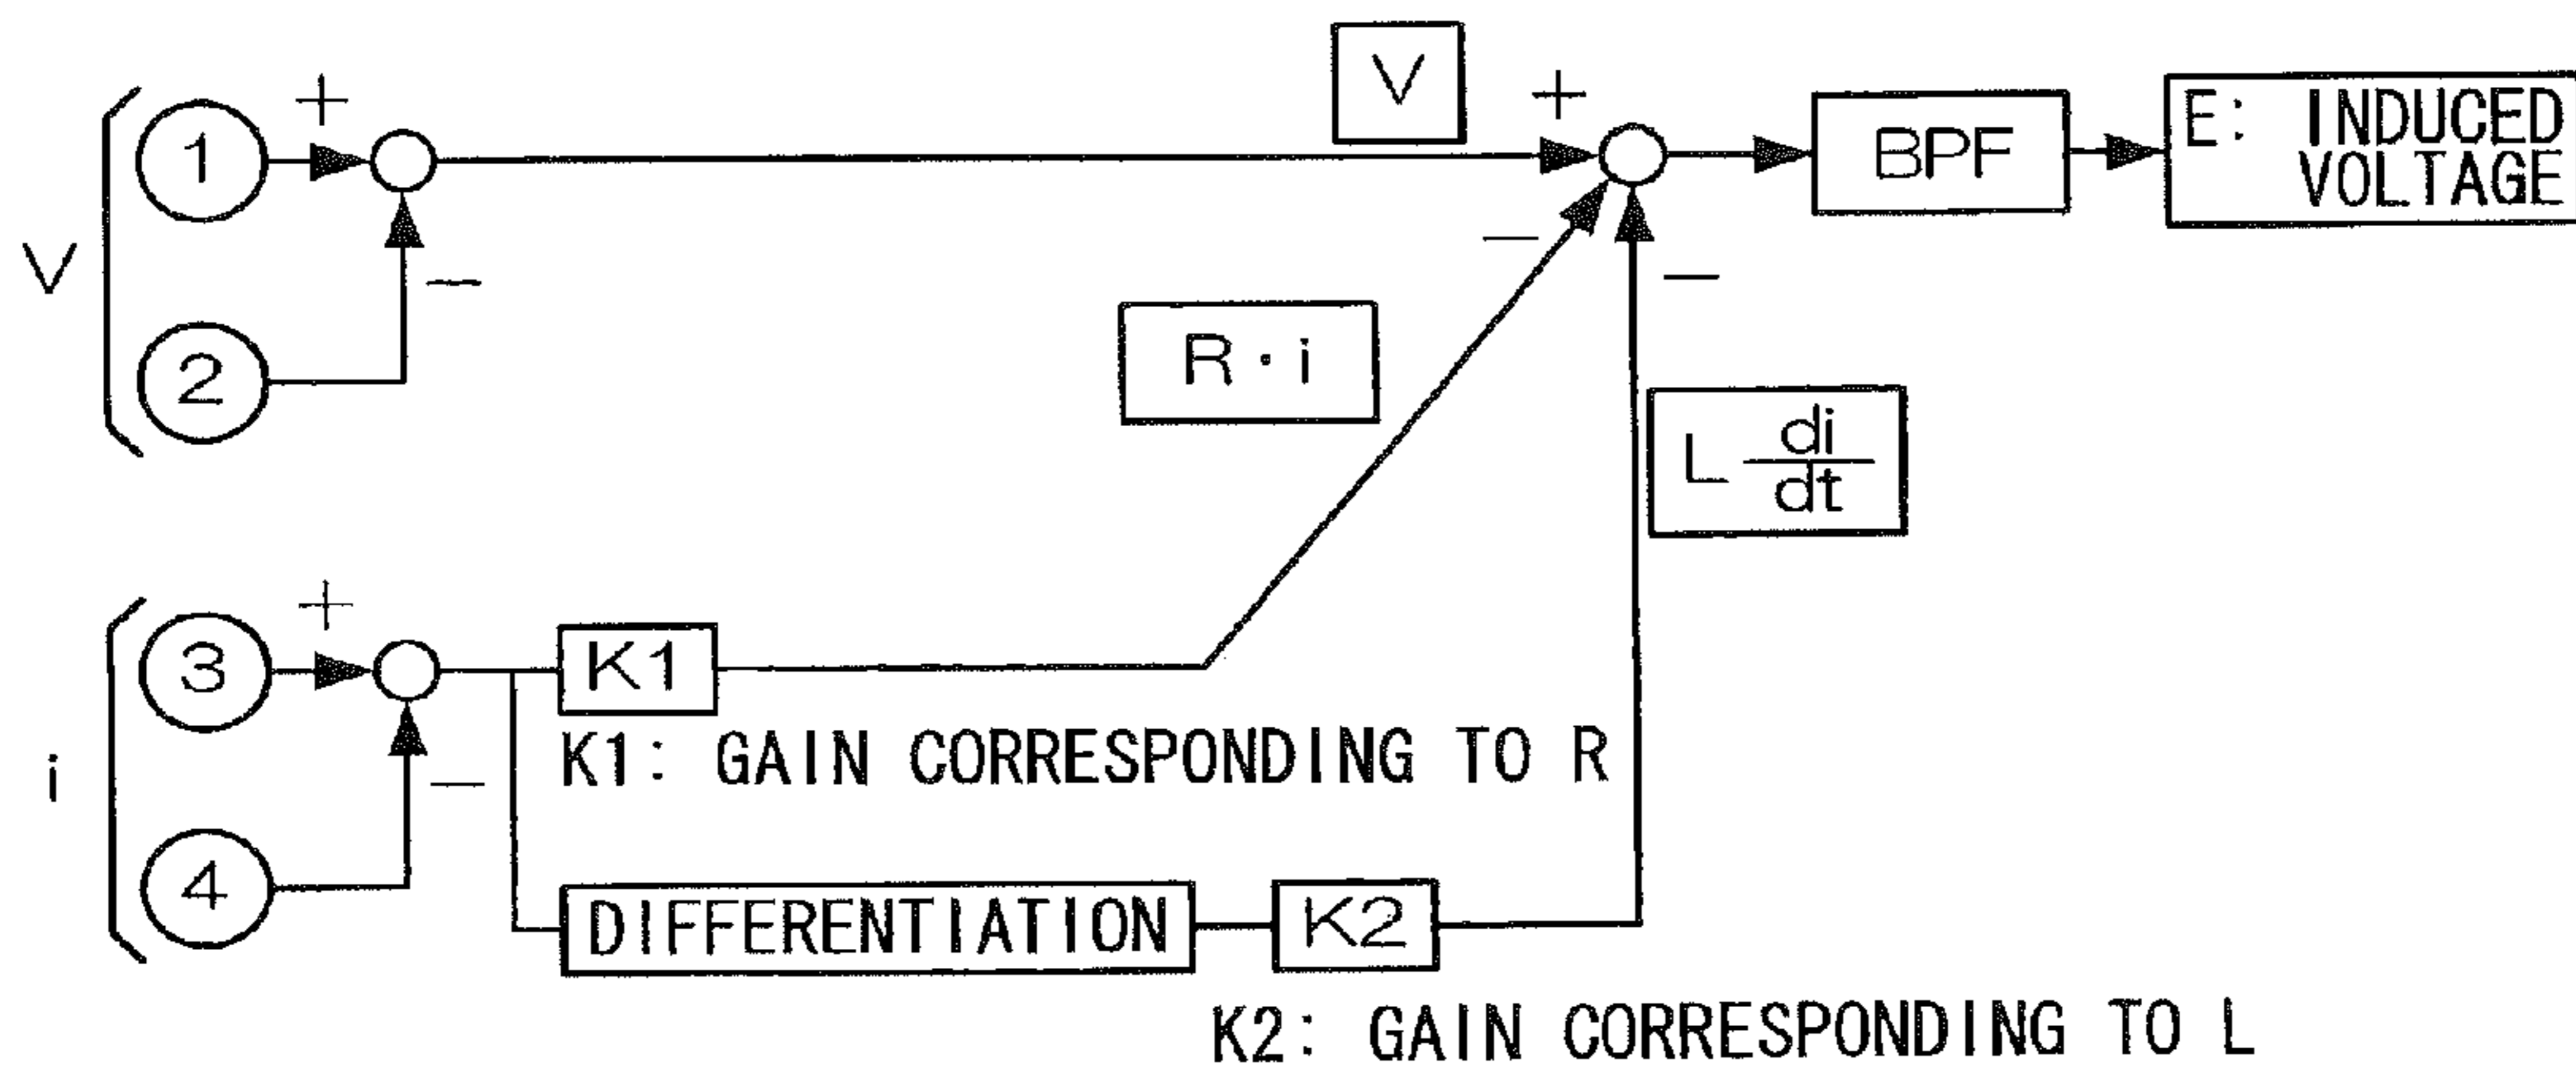 V
+
E: INDUCED
VOLTAGE
1
+
BPF
V
−
2
−
−
R · i
L di/dt
+
3
K1
K1: GAIN CORRESPONDING TO R
i
−
4
DIFFERENTIATION
K2
K2: GAIN CORRESPONDING TO L